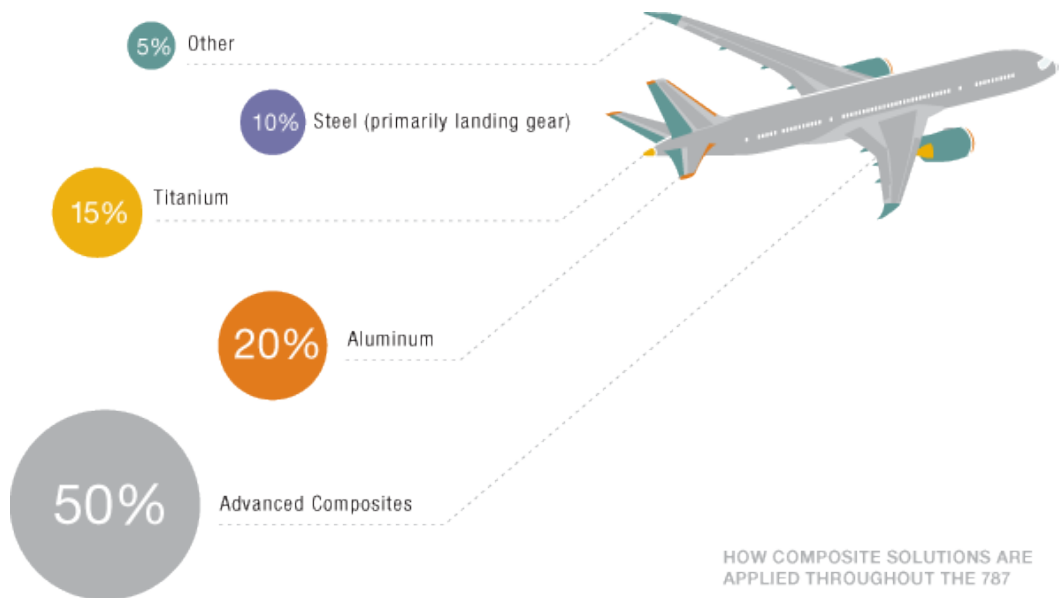 5% Other
10% Steel (primarily landing gear)
15% Titanium
20% Aluminum
50% Advanced Composites
HOW COMPOSITE SOLUTIONS ARE
APPLIED THROUGHOUT THE 787